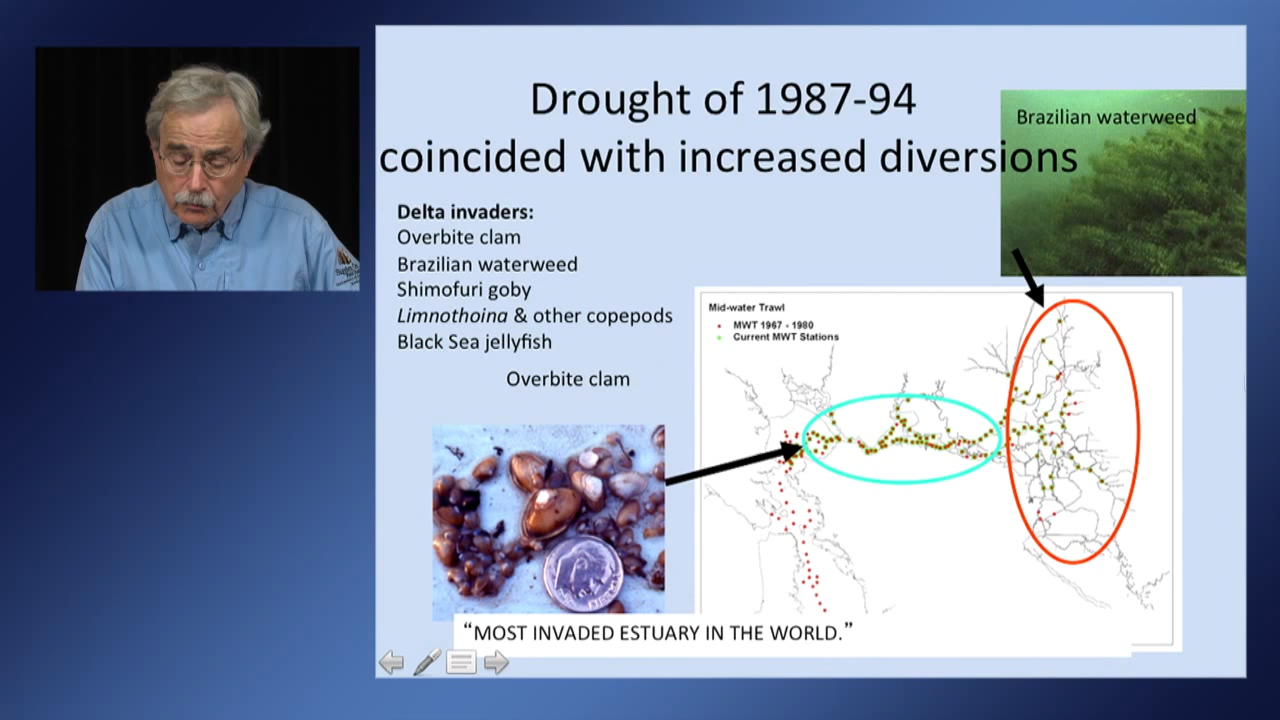 Drought of 1987-94
coincided with increased diversions
Brazilian waterweed
Delta invaders:
Overbite clam
Brazilian waterweed
Shimofuri goby
Limnothoina & other copepods
Black Sea jellyfish
Overbite clam
Mid-water Trawl
MWT 1967 - 1980
Current MWT Stations
“MOST INVADED ESTUARY IN THE WORLD.”